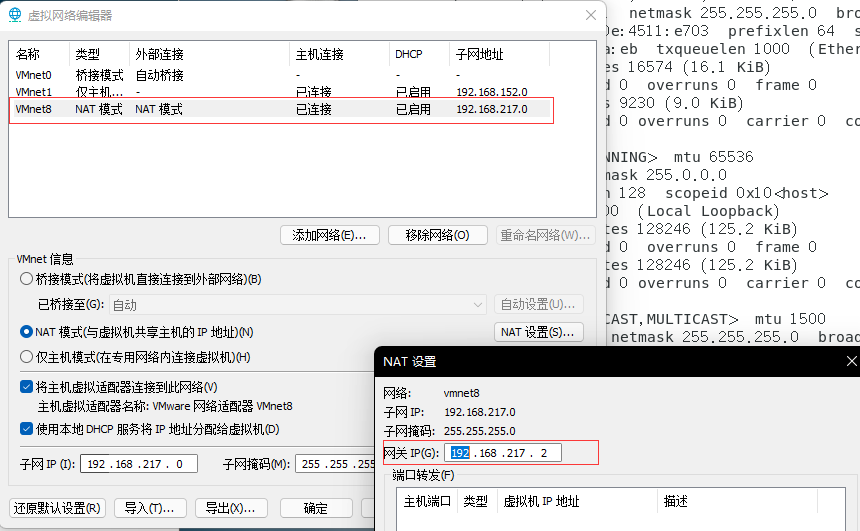 虚拟网络编辑器
名称 类型 外部连接 主机连接 DHCP 子网地址
VMnet0 桥接模式 自动桥接 - - -
VMnet1 仅主机... - 已连接 已启用 192.168.152.0
VMnet8 NAT 模式 NAT 模式 已连接 已启用 192.168.217.0
添加网络(E)... 移除网络(O) 重命名网络(W)...
VMnet 信息
桥接模式(将虚拟机直接连接到外部网络)(B)
已桥接至(G): 自动 自动设置(U)...
NAT 模式(与虚拟机共享主机的 IP 地址)(N) NAT 设置(S)...
仅主机模式(在专用网络内连接虚拟机)(H)
将主机虚拟适配器连接到此网络(V)
主机虚拟适配器名称: VMware 网络适配器 VMnet8
使用本地 DHCP 服务将 IP 地址分配给虚拟机(D)
子网 IP (I): 192 .168 .217 . 0 子网掩码(M): 255 .255 .255
还原默认设置(R) 导入(T)... 导出(X)... 确定
netmask 255.255.255.0 bro
0e:4511:e703 prefixlen 64 s
a:eb txqueuelen 1000 (Ether
es 16574 (16.1 KiB)
d 0 overruns 0 frame 0
s 9230 (9.0 KiB)
d 0 overruns 0 carrier 0 co
NNING> mtu 65536
mask 255.0.0.0
n 128 scopeid 0x10<host>
00 (Local Loopback)
tes 128246 (125.2 KiB)
d 0 overruns 0 frame 0
tes 128246 (125.2 KiB)
d 0 overruns 0 carrier 0 co
CAST,MULTICAST> mtu 1500
netmask 255.255.255.0 broad
NAT 设置
网络: vmnet8
子网 IP: 192.168.217.0
子网掩码: 255.255.255.0
网关 IP(G): 192 .168 .217 . 2
端口转发(F)
主机端口 类型 虚拟机 IP 地址 描述